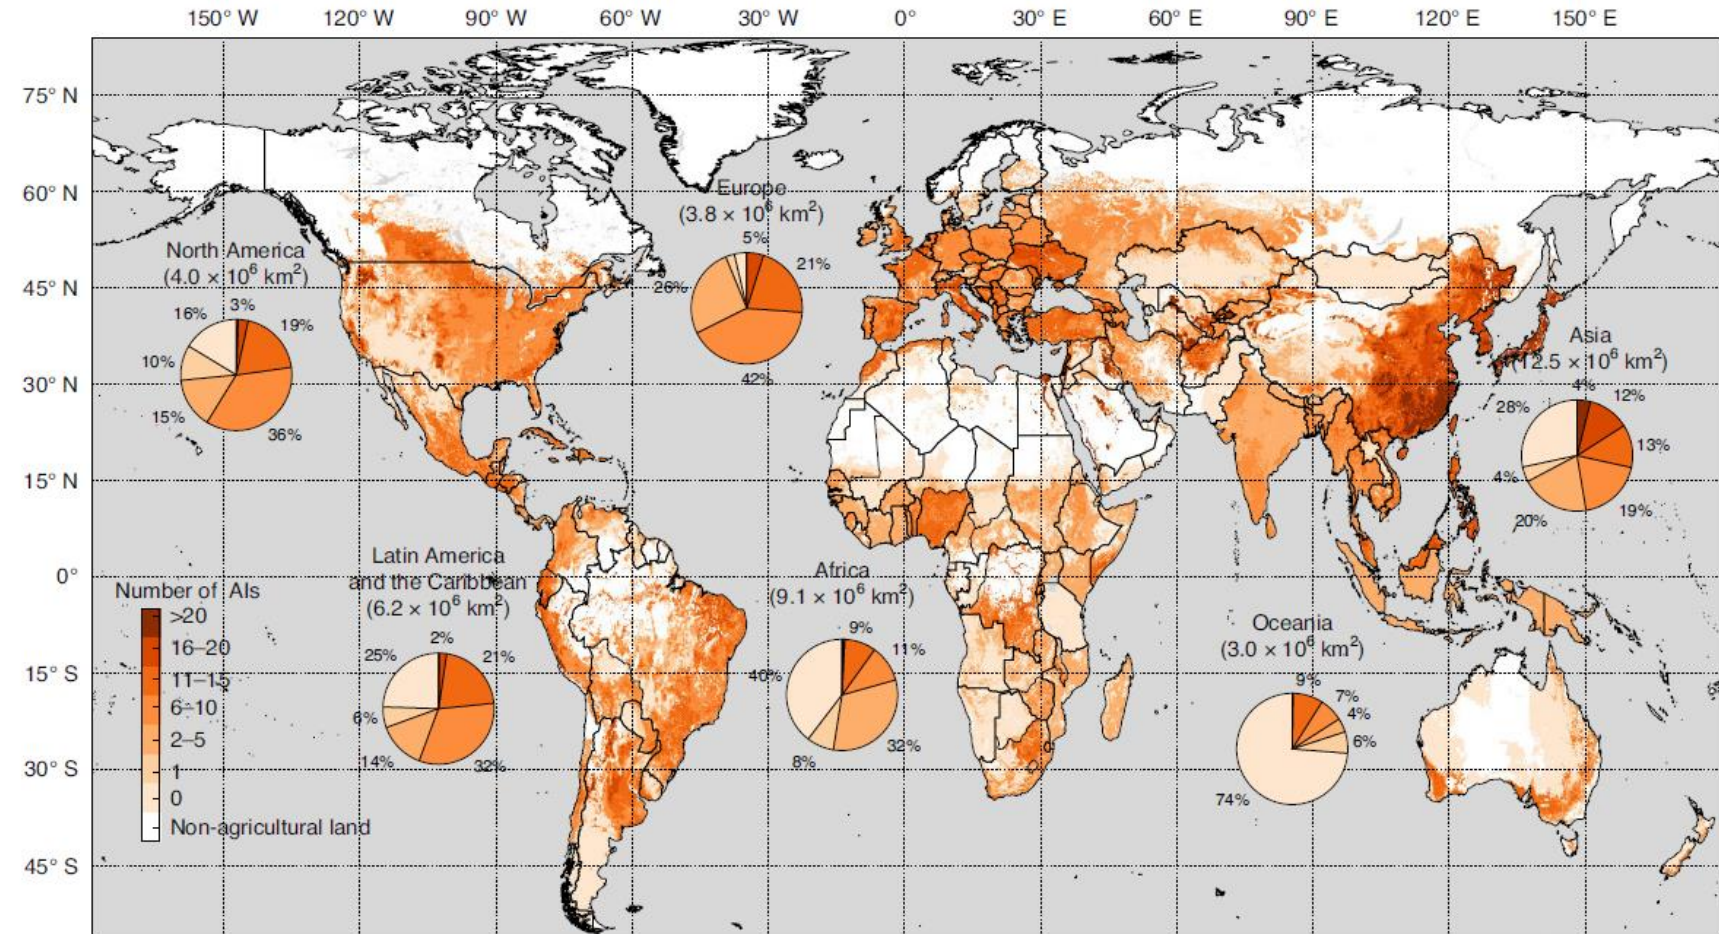 150° W 120° W 90° W 60° W 30° W 0° 30° E 60° E 90° E 120° E 150° E
75° N
60° N
45° N
30° N
15° N
0°
15° S
30° S
45° S
North America
(4.0 × 10⁶ km²)
3%
19%
36%
15%
10%
16%
Europe
(3.8 × 10⁶ km²)
5%
21%
42%
26%
Asia
(12.5 × 10⁶ km²)
4%
12%
13%
19%
20%
4%
28%
Latin America
and the Caribbean
(6.2 × 10⁶ km²)
2%
21%
32%
14%
6%
25%
Africa
(9.1 × 10⁶ km²)
9%
11%
32%
8%
40%
Oceania
(3.0 × 10⁶ km²)
9%
7%
4%
6%
74%
Number of AIs
>20
16–20
11–15
6–10
2–5
1
0
Non-agricultural land